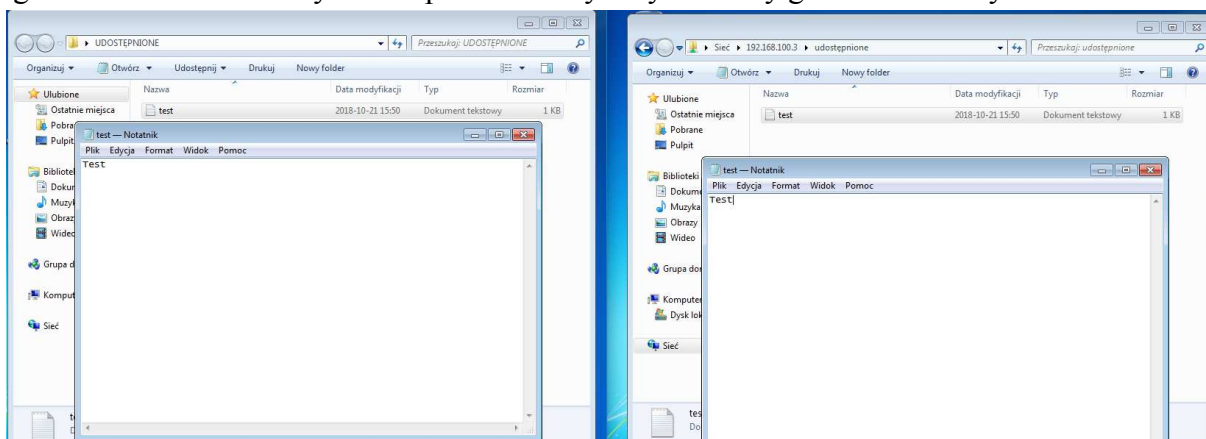 UDOSTĘPNIONE
Przeszukaj: UDOSTĘPNIONE
Organizuj
Otwórz
Udostępnij
Drukuj
Nowy folder
Ulubione
Ostatnie miejsca
Pulpit
Sieć
Nazwa
Data modyfikacji
Typ
Rozmiar
test
2018-10-21 15:50
Dokument tekstowy
1 KB
test — Notatnik
Plik Edycja Format Widok Pomoc
Test
Sieć
192.168.100.3
udostępnione
Przeszukaj: udostępnione
Organizuj
Otwórz
Drukuj
Nowy folder
Ulubione
Ostatnie miejsca
Pobrane
Pulpit
Biblioteki
Muzyka
Obrazy
Wideo
Komputer
Sieć
Nazwa
Data modyfikacji
Typ
Rozmiar
test
2018-10-21 15:50
Dokument tekstowy
1 KB
test — Notatnik
Plik Edycja Format Widok Pomoc
Test